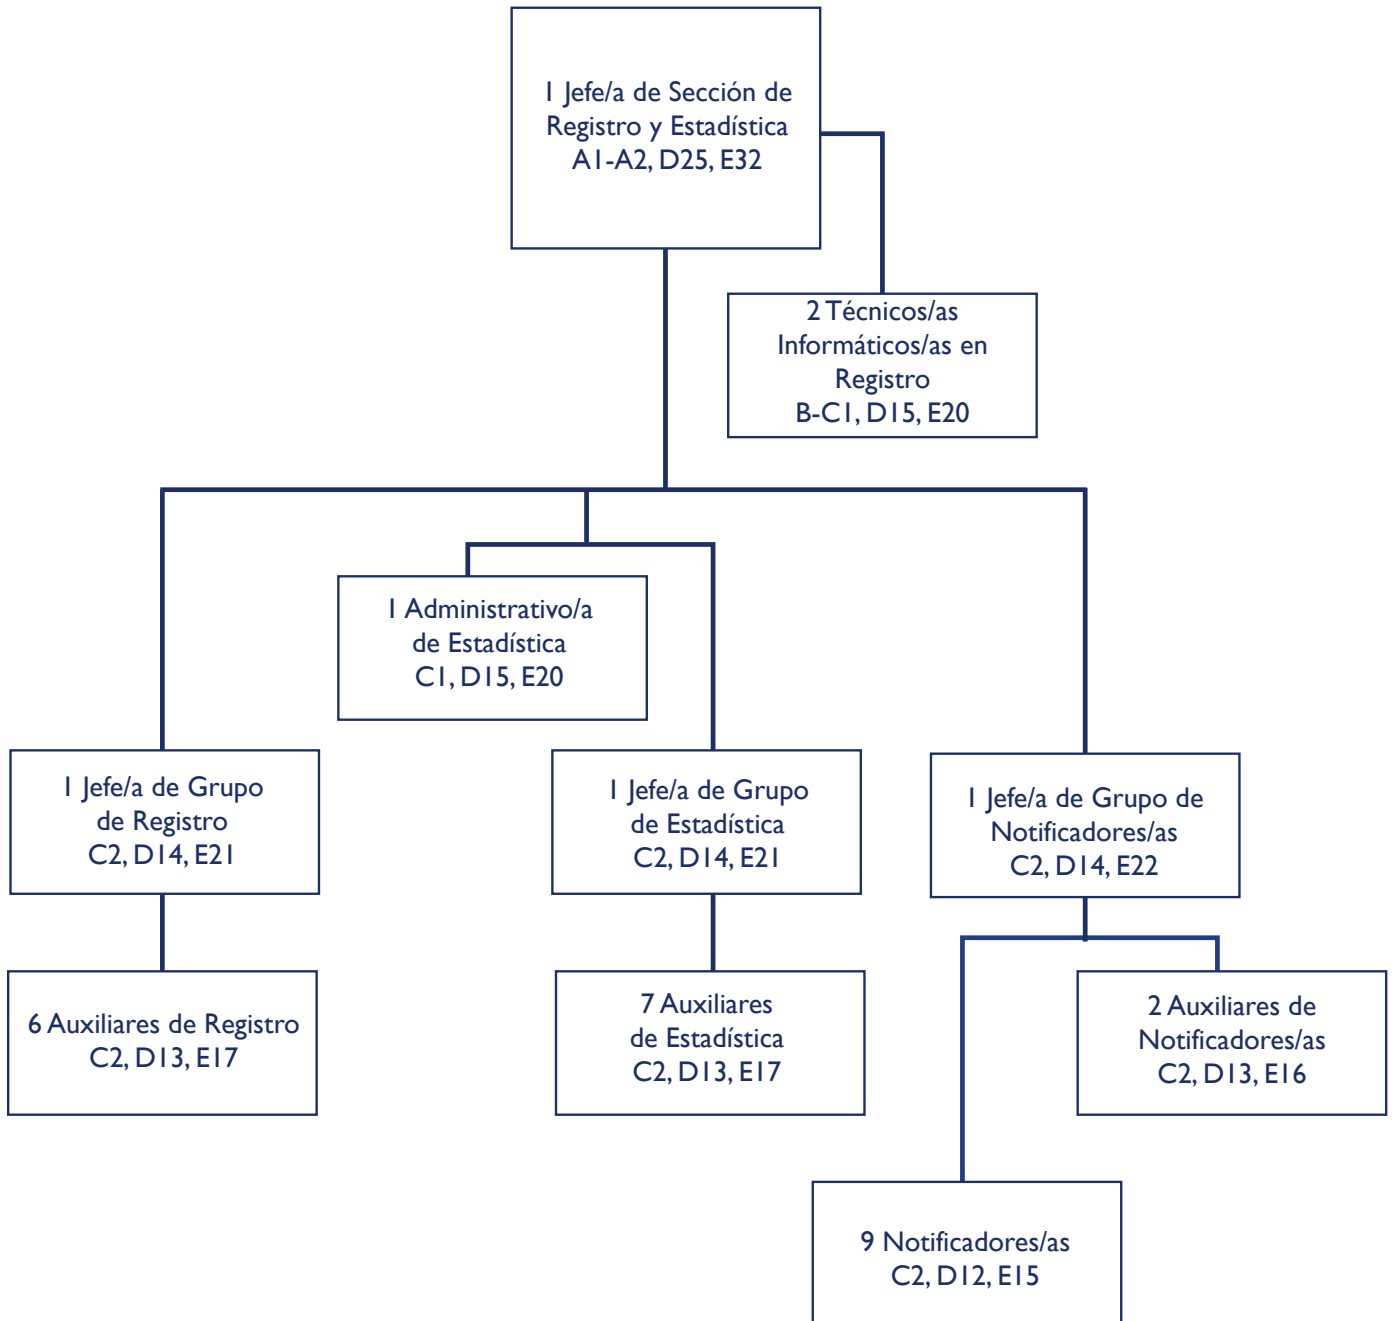 1 Jefe/a de Sección de
Registro y Estadística
A1-A2, D25, E32
2 Técnicos/as
Informáticos/as en
Registro
B-C1, D15, E20
1 Administrativo/a
de Estadística
C1, D15, E20
1 Jefe/a de Grupo
de Registro
C2, D14, E21
1 Jefe/a de Grupo
de Estadística
C2, D14, E21
1 Jefe/a de Grupo de
Notificadores/as
C2, D14, E22
6 Auxiliares de Registro
C2, D13, E17
7 Auxiliares
de Estadística
C2, D13, E17
2 Auxiliares de
Notificadores/as
C2, D13, E16
9 Notificadores/as
C2, D12, E15